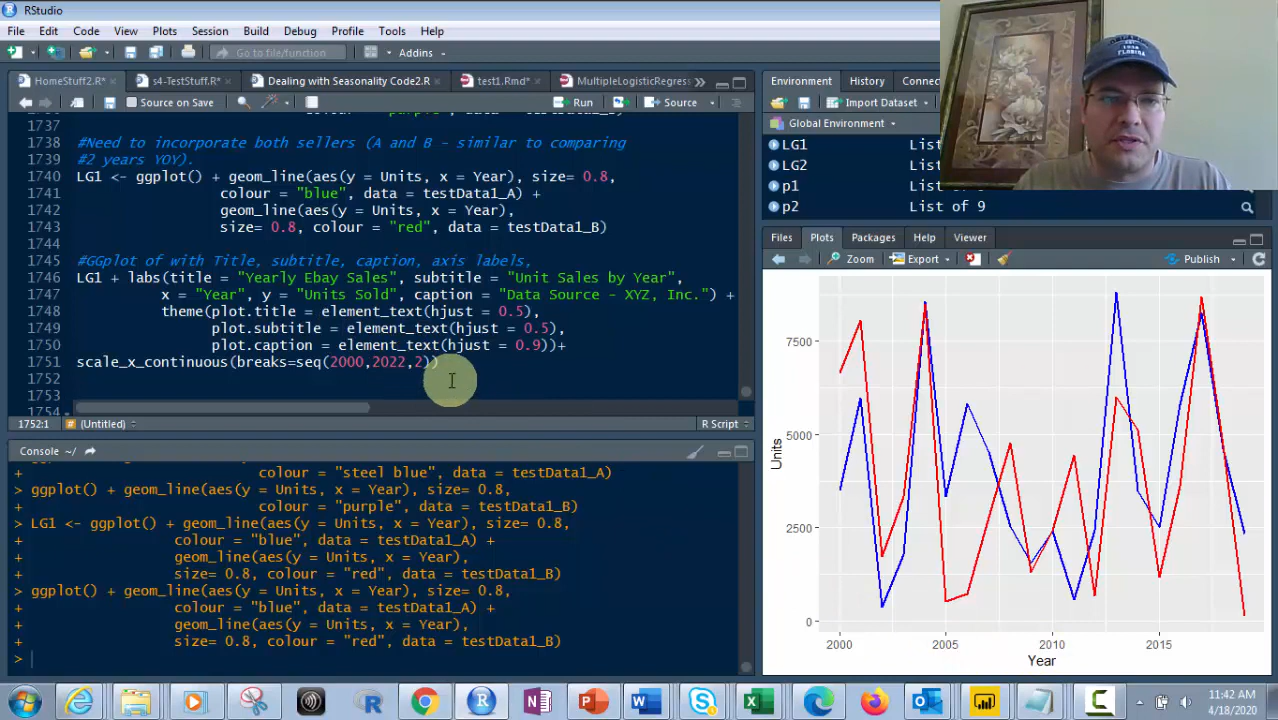 RStudio
File Edit Code View Plots Session Build Debug Profile Tools Help
Go to file/function Addins
HomeStuff2.R* s4-TestStuff.R* Dealing with Seasonality Code2.R test1.Rmd* MultipleLogisticRegres
Source on Save Run Source
1737
1738 #Need to incorporate both sellers (A and B - similar to comparing
1739 #2 years YOY).
1740 LG1 <- ggplot() + geom_line(aes(y = Units, x = Year), size= 0.8,
1741 colour = "blue", data = testData1_A) +
1742 geom_line(aes(y = Units, x = Year),
1743 size= 0.8, colour = "red", data = testData1_B)
1744
1745 #GGplot of with Title, subtitle, caption, axis labels,
1746 LG1 + labs(title = "Yearly Ebay Sales", subtitle = "Unit Sales by Year",
1747 x = "Year", y = "Units Sold", caption = "Data Source - XYZ, Inc.") +
1748 theme(plot.title = element_text(hjust = 0.5),
1749 plot.subtitle = element_text(hjust = 0.5),
1750 plot.caption = element_text(hjust = 0.9))+
1751 scale_x_continuous(breaks=seq(2000,2022,2))
1752
1753
1754
1752:1 # (Untitled) R Script
Console ~/
+ colour = "steel blue", data = testData1_A)
> ggplot() + geom_line(aes(y = Units, x = Year), size= 0.8,
+ colour = "purple", data = testData1_B)
> LG1 <- ggplot() + geom_line(aes(y = Units, x = Year), size= 0.8,
+ colour = "blue", data = testData1_A) +
+ geom_line(aes(y = Units, x = Year),
+ size= 0.8, colour = "red", data = testData1_B)
> ggplot() + geom_line(aes(y = Units, x = Year), size= 0.8,
+ colour = "blue", data = testData1_A) +
+ geom_line(aes(y = Units, x = Year),
+ size= 0.8, colour = "red", data = testData1_B)
>
Environment History Connec
Import Dataset
Global Environment
LG1 List
LG2 List
p1 List o
p2 List of 9
Files Plots Packages Help Viewer
Zoom Export Publish
7500
5000
2500
0
Units
2000 2005 2010 2015
Year
11:42 AM
4/18/2020